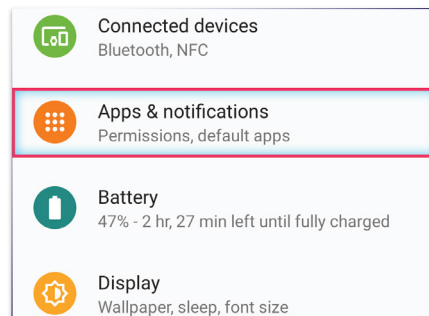 Connected devices
Bluetooth, NFC
Apps & notifications
Permissions, default apps
Battery
47% - 2 hr, 27 min left until fully charged
Display
Wallpaper, sleep, font size